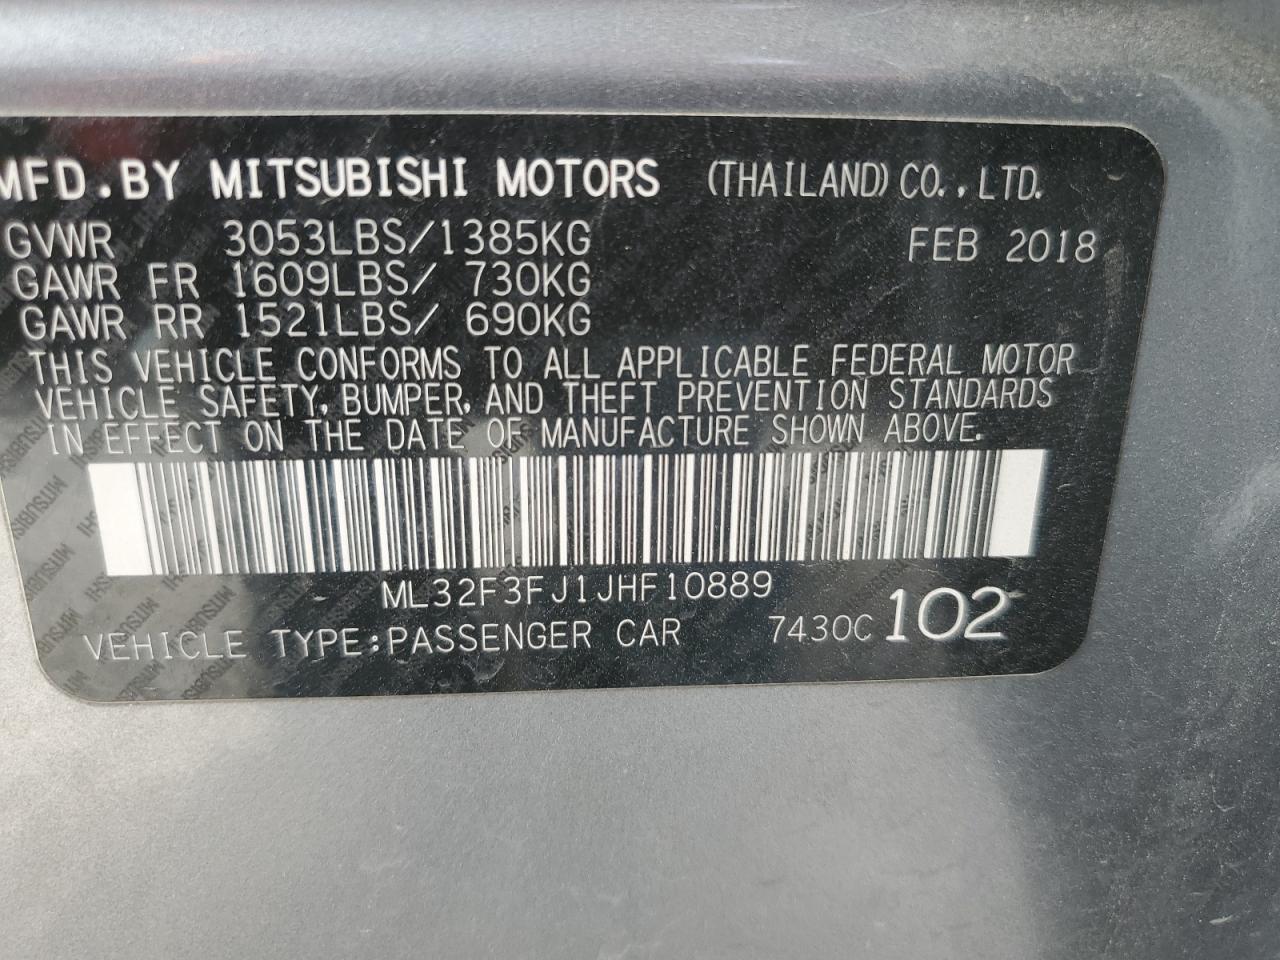 MFD.BY MITSUBISHI MOTORS (THAILAND) CO.,LTD.
GVWR 3053LBS/1385KG FEB 2018
GAWR FR 1609LBS/ 730KG
GAWR RR 1521LBS/ 690KG
THIS VEHICLE CONFORMS TO ALL APPLICABLE FEDERAL MOTOR
VEHICLE SAFETY, BUMPER, AND THEFT PREVENTION STANDARDS
IN EFFECT ON THE DATE OF MANUFACTURE SHOWN ABOVE.
ML32F3FJ1JHF10889
VEHICLE TYPE:PASSENGER CAR 7430C 102